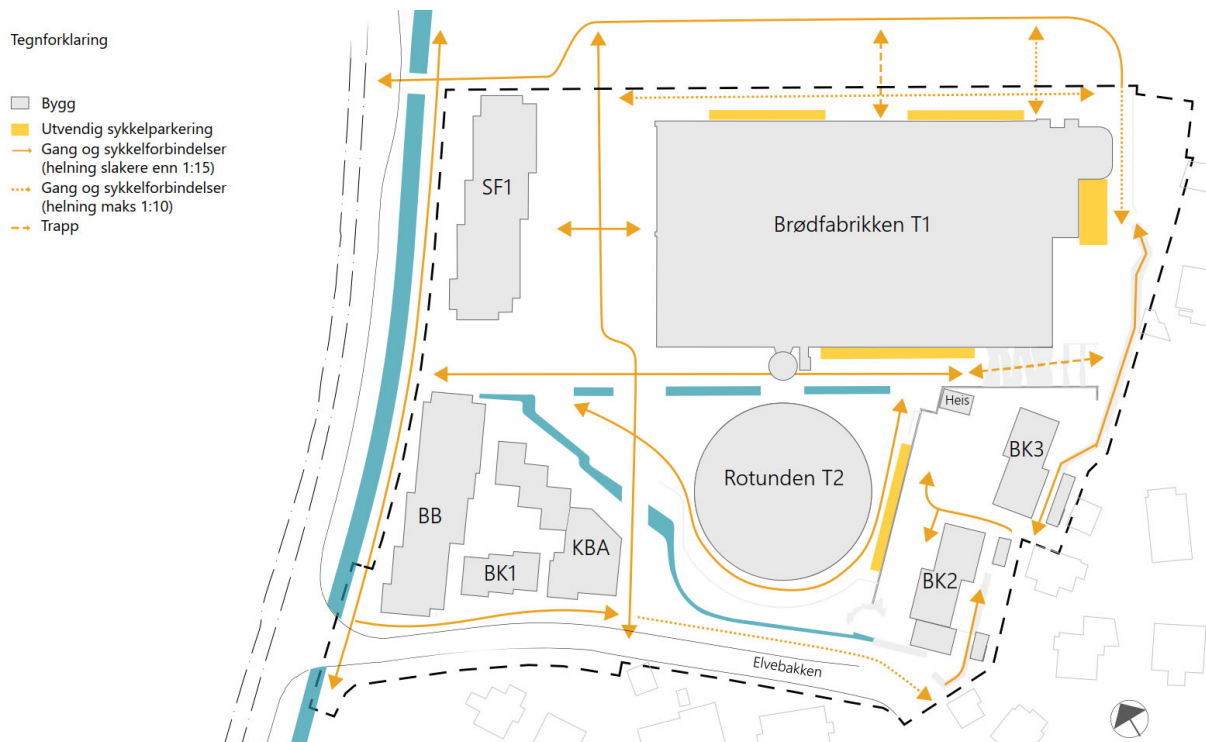 Tegnforklaring
Bygg
Utvendig sykkelparkering
Gang og sykkelforbindelser
(helning slakere enn 1:15)
Gang og sykkelforbindelser
(helning maks 1:10)
Trapp
SF1
Brødfabrikken T1
Heis
BK3
Rotunden T2
BB
KBA
BK1
BK2
Elvebakken